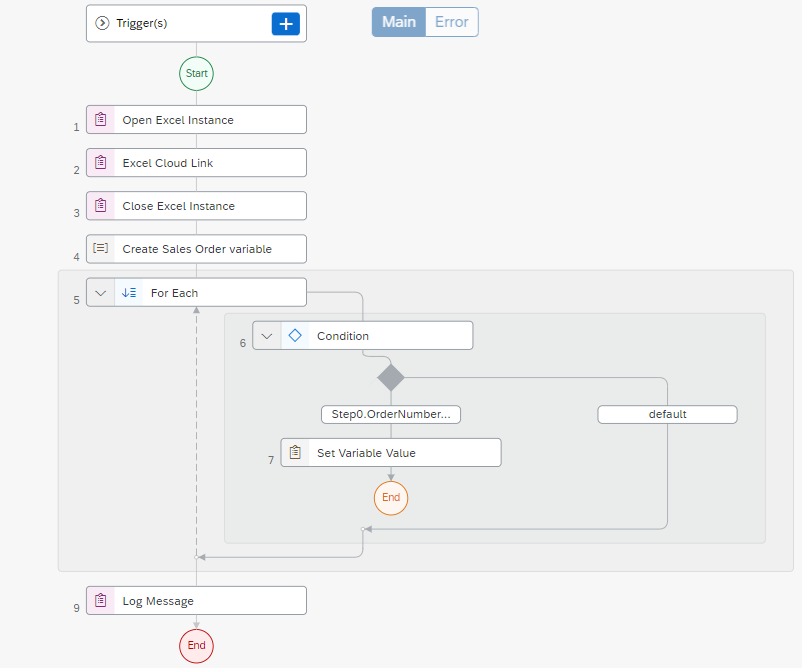 Trigger(s)
Main
Error
Start
1
Open Excel Instance
2
Excel Cloud Link
3
Close Excel Instance
4
Create Sales Order variable
5
For Each
6
Condition
Step0.OrderNumber...
default
7
Set Variable Value
End
9
Log Message
End